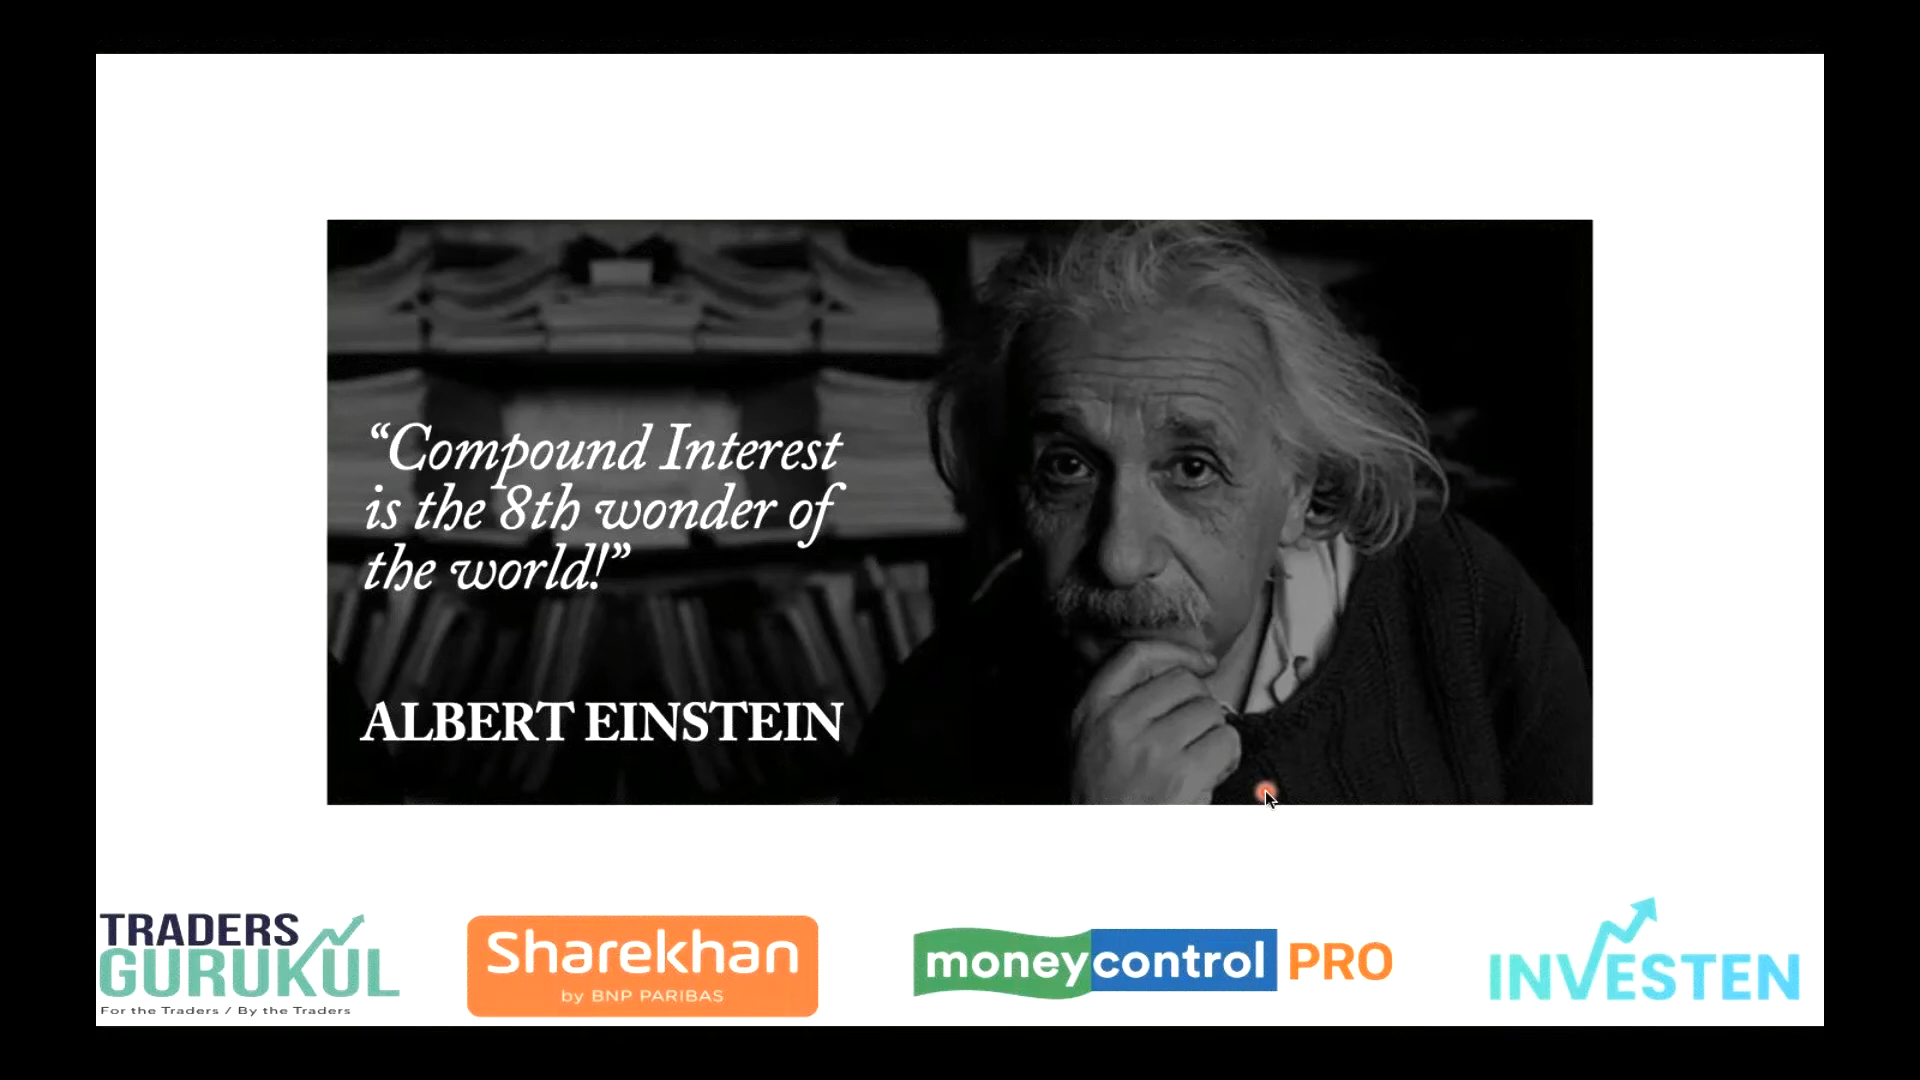 “Compound Interest
is the 8th wonder of
the world!”
ALBERT EINSTEIN
TRADERS
GURUKUL
For the Traders / By the Traders
Sharekhan
by BNP PARIBAS
moneycontrol PRO
INVESTEN